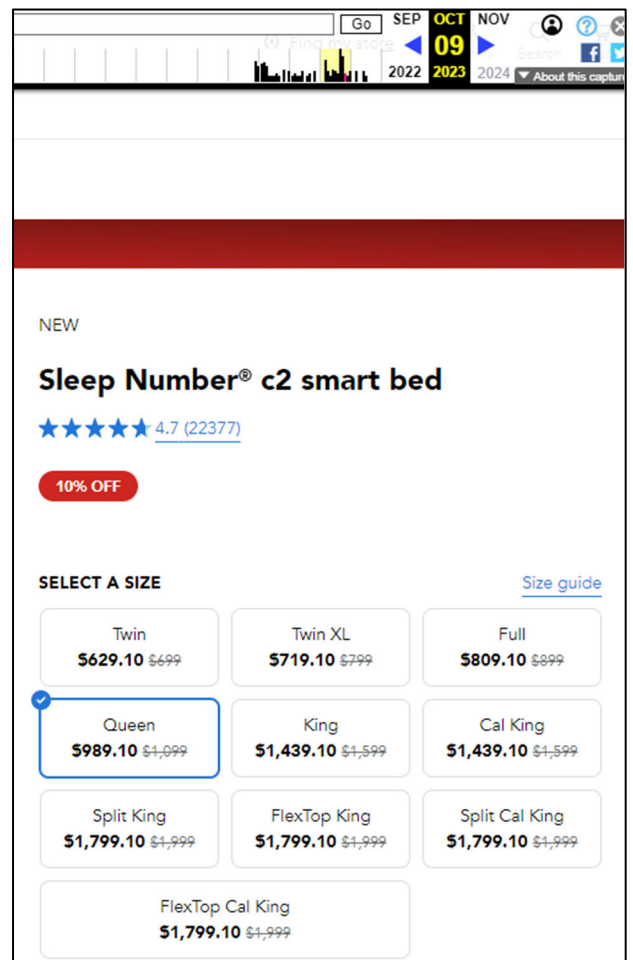 Go SEP OCT NOV
Find my store 09 Search
2022 2023 2024 About this capture
NEW
Sleep Number® c2 smart bed
4.7 (22377)
10% OFF
SELECT A SIZE Size guide
Twin Twin XL Full
$629.10 $699 $719.10 $799 $809.10 $899
Queen King Cal King
$989.10 $1,099 $1,439.10 $1,599 $1,439.10 $1,599
Split King FlexTop King Split Cal King
$1,799.10 $1,999 $1,799.10 $1,999 $1,799.10 $1,999
FlexTop Cal King
$1,799.10 $1,999